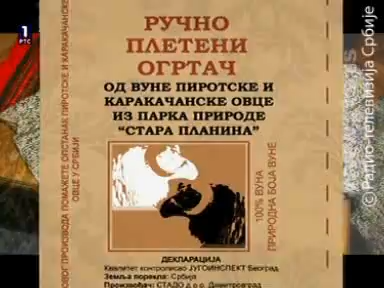 1
РТС
РУЧНО
ПЛЕТЕНИ
ОГРТАЧ
ОД ВУНЕ ПИРОТСКЕ И
КАРАКАЧАНСКЕ ОВЦЕ
ИЗ ПАРКА ПРИРОДЕ
“СТАРА ПЛАНИНА”
ПРОИЗВОДА ПОМАЖЕТЕ ОПСТАНАК ПИРОТСКЕ И КАРАКАЧАНСКЕ
ОВЦЕ У СРБИЈИ
100% ВУНА
ПРИРОДНА БОЈА ВУНЕ
ДЕКЛАРАЦИЈА
Квалитет контролисао ЈУГОИНСПЕКТ Београд
Земља порекла: Србија
Произвођач: СТАДО д.о.о. Димитровград
© Радио-телевизија Србије